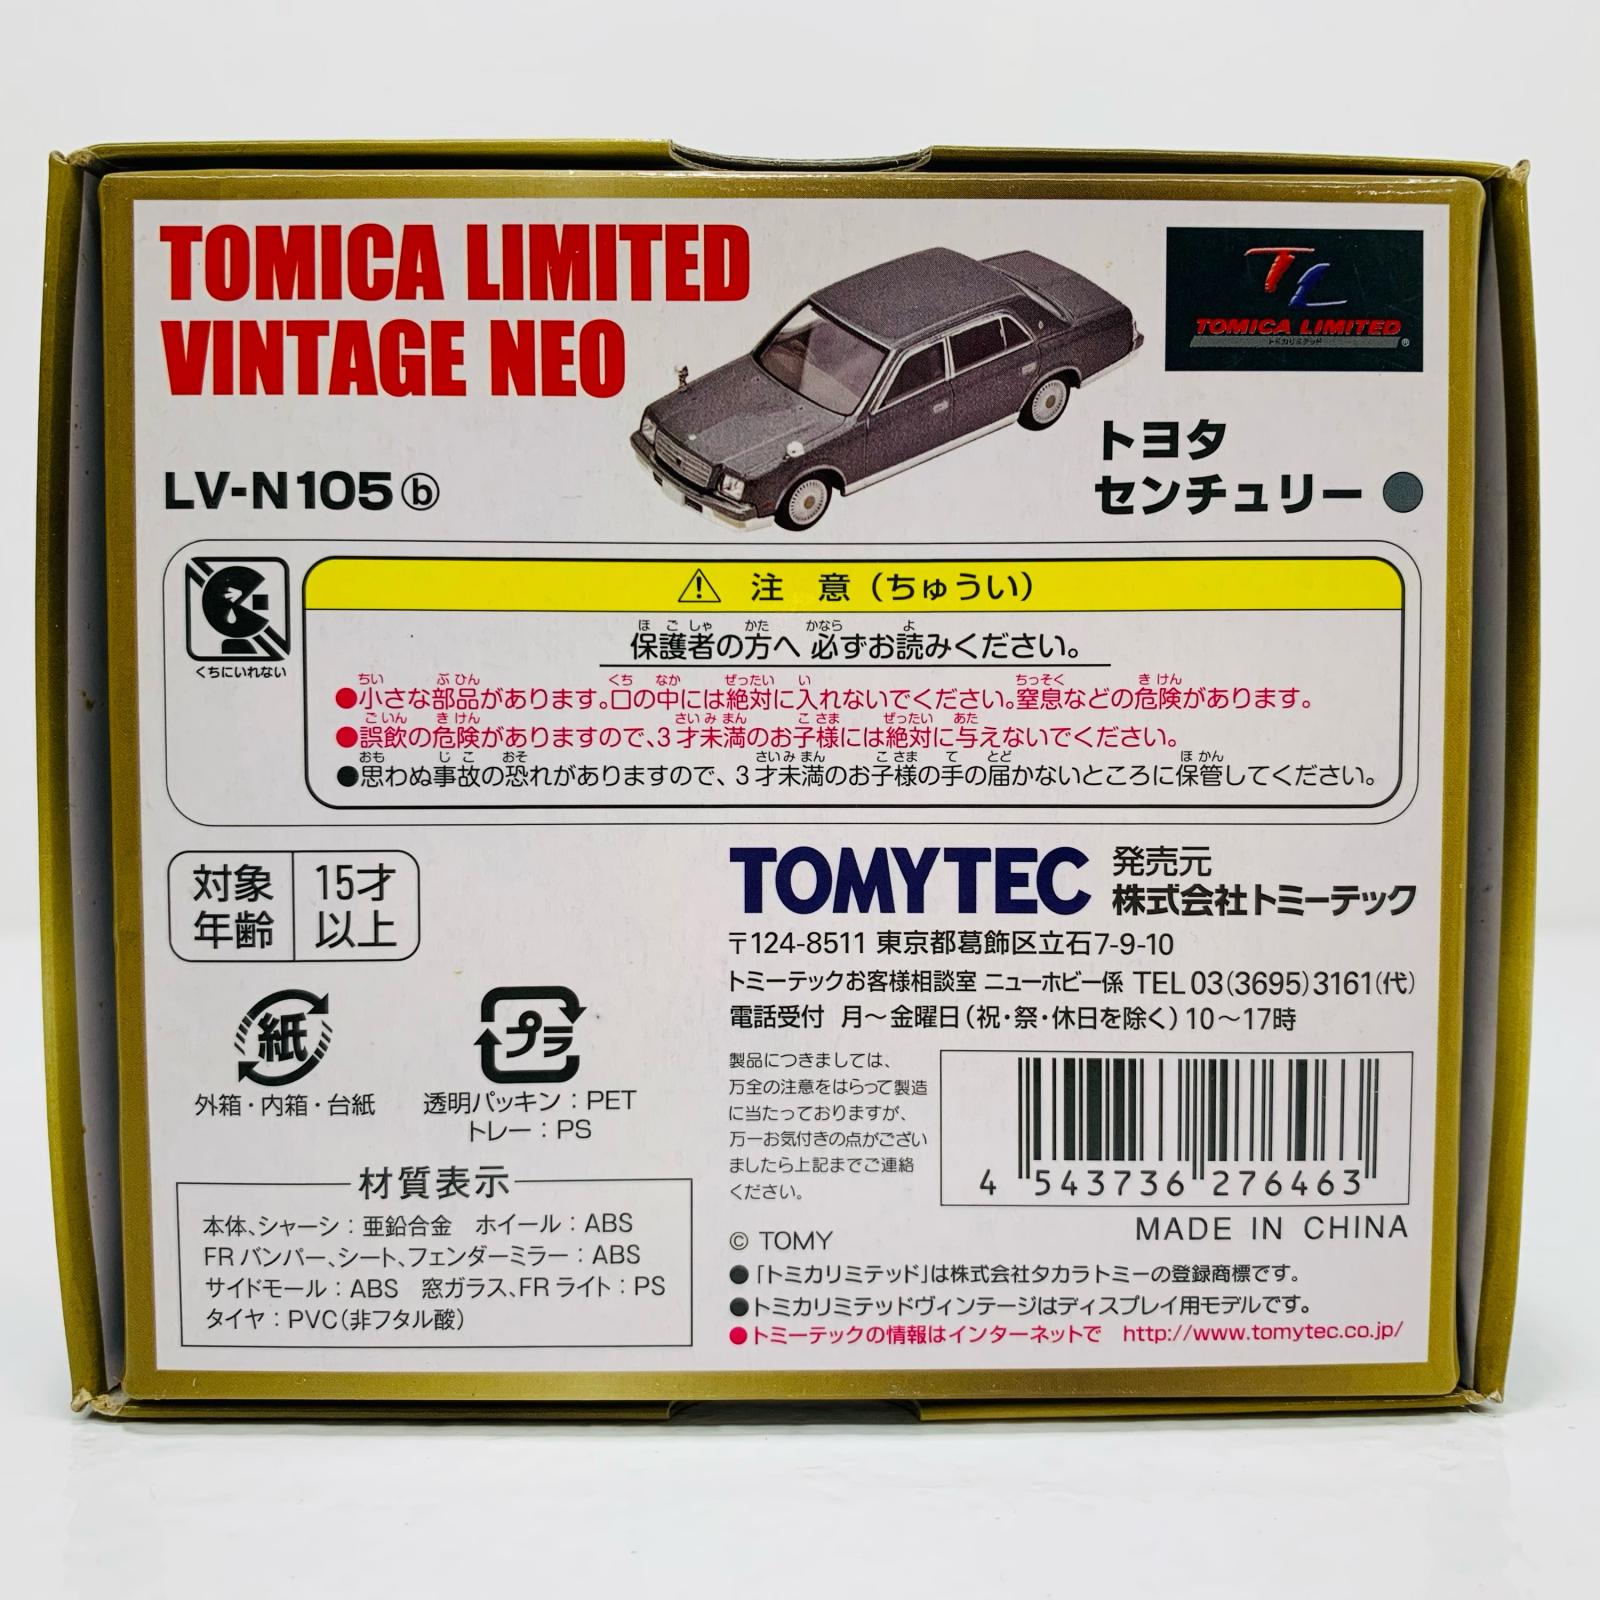 TOMICA LIMITED
VINTAGE NEO
TL
TOMICA LIMITED
トミカリミテッド ®
LV-N105 ⓑ
トヨタ
センチュリー
くちにいれない
⚠ 注 意（ちゅうい）
保護者の方へ 必ずお読みください。
●小さな部品があります。口の中には絶対に入れないでください。窒息などの危険があります。
●誤飲の危険がありますので、3才未満のお子様には絶対に与えないでください。
●思わぬ事故の恐れがありますので、3才未満のお子様の手の届かないところに保管してください。
対象年齢 15才以上
紙
外箱・内箱・台紙
プラ
透明パッキン：PET
トレー：PS
材質表示
本体、シャーシ：亜鉛合金 ホイール：ABS
FRバンパー、シート、フェンダーミラー：ABS
サイドモール：ABS 窓ガラス、FRライト：PS
タイヤ：PVC（非フタル酸）
TOMYTEC 発売元 株式会社トミーテック
〒124-8511 東京都葛飾区立石7-9-10
トミーテックお客様相談室 ニューホビー係 TEL 03(3695)3161(代)
電話受付 月～金曜日（祝・祭・休日を除く）10～17時
製品につきましては、
万全の注意をはらって製造
に当たっておりますが、
万一お気付きの点がござい
ましたら上記までご連絡
ください。
4 543736 276463
MADE IN CHINA
© TOMY
●「トミカリミテッド」は株式会社タカラトミーの登録商標です。
●トミカリミテッドヴィンテージはディスプレイ用モデルです。
●トミーテックの情報はインターネットで http://www.tomytec.co.jp/